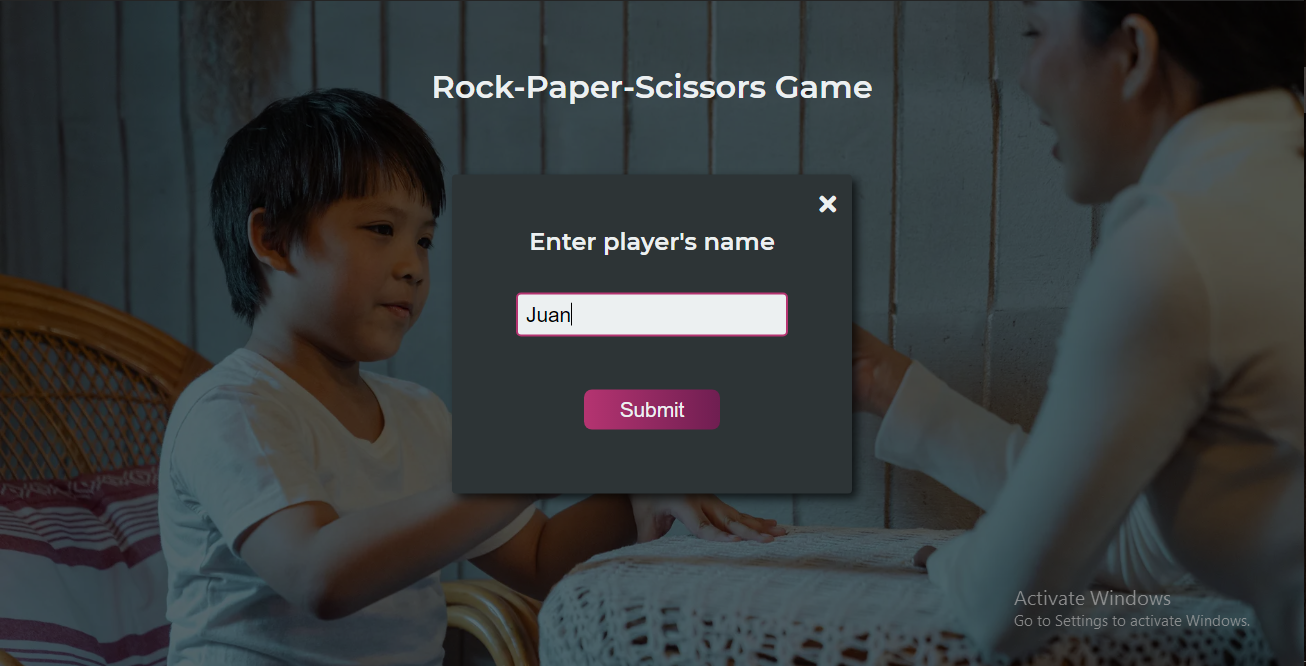 Rock-Paper-Scissors Game
Enter player's name
Juan
Submit
Activate Windows
Go to Settings to activate Windows.